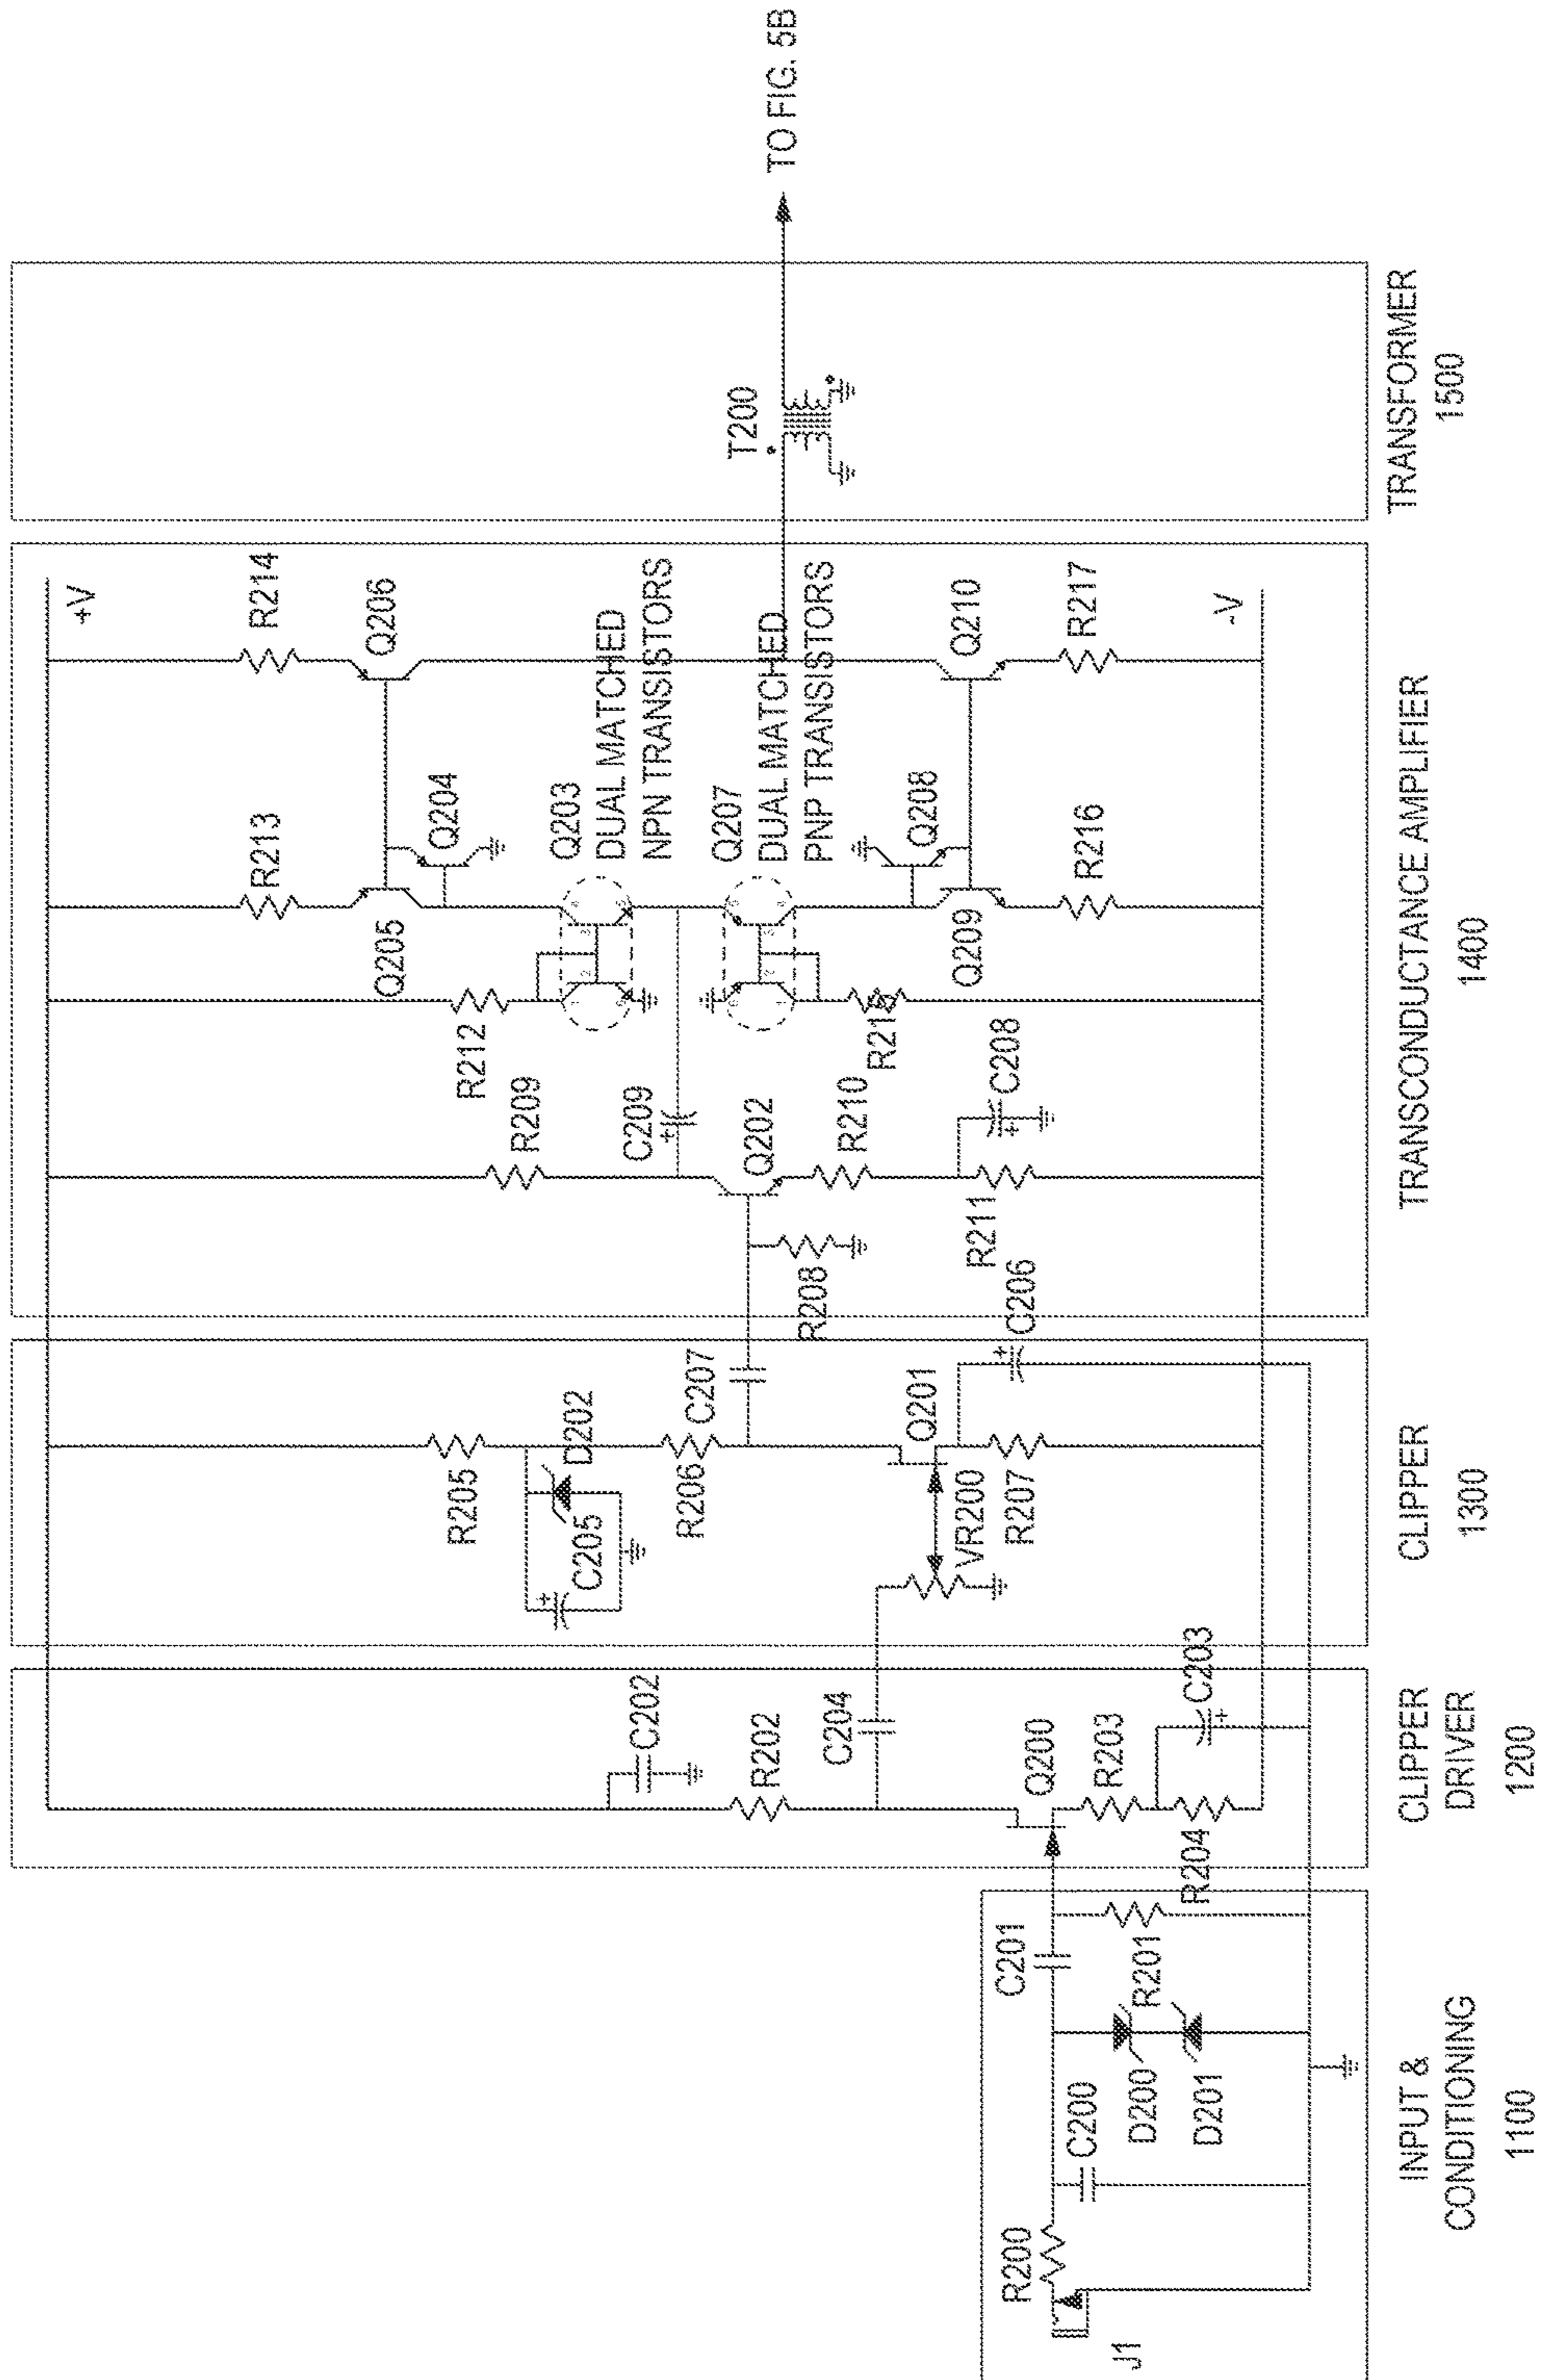 J1
R200
C200
D200
D201
R201
C201
INPUT &
CONDITIONING
1100
C202
R202
C204
Q200
R203
C203
R204
CLIPPER
DRIVER
1200
R205
D202
C205
R206
C207
Q201
VR200
R207
C206
CLIPPER
1300
R208
R209
C209
+
Q202
R210
C208
R211
R212
Q203
DUAL MATCHED
NPN TRANSISTORS
Q207
DUAL MATCHED
PNP TRANSISTORS
R215
R213
Q205
Q204
Q208
Q209
R216
+V
R214
Q206
Q210
R217
-V
TRANSCONDUCTANCE AMPLIFIER
1400
T200
TRANSFORMER
1500
TO FIG. 5B